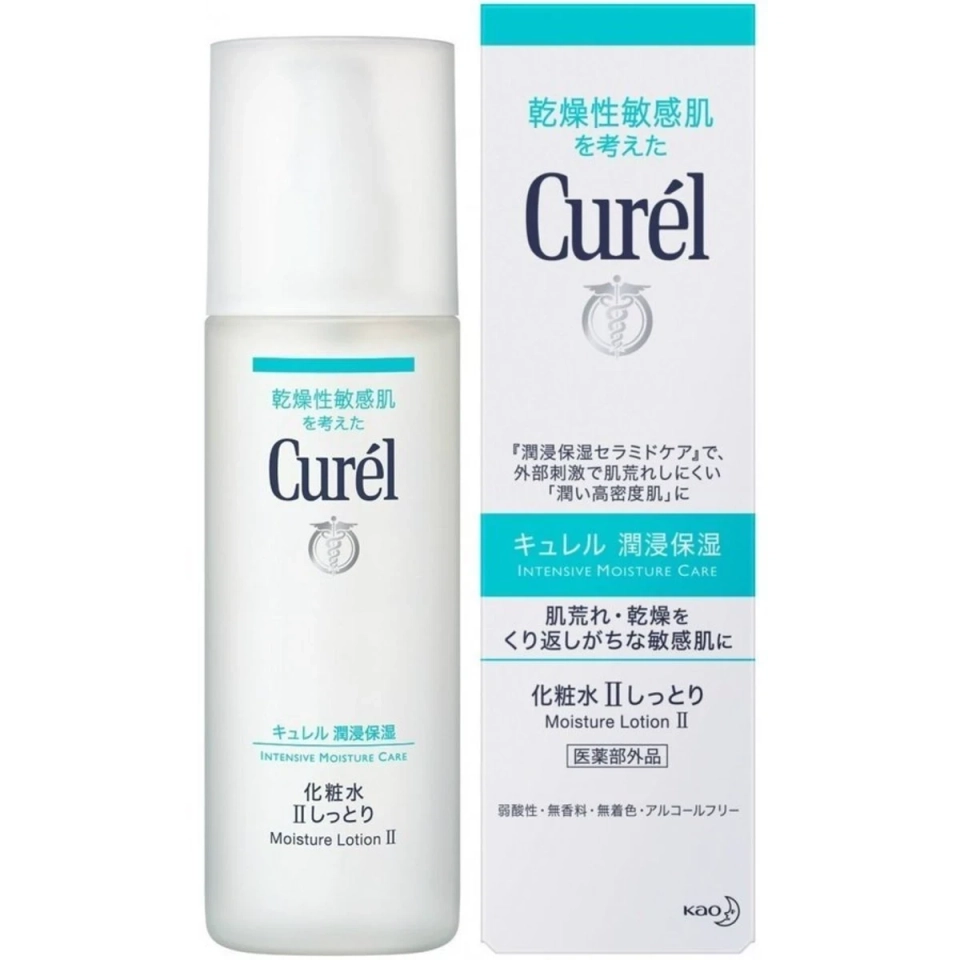 乾燥性敏感肌
を考えた
Curél
キュレル 潤浸保湿
INTENSIVE MOISTURE CARE
化粧水
Ⅱしっとり
Moisture Lotion Ⅱ
乾燥性敏感肌
を考えた
Curél
『潤浸保湿セラミドケア』で、
外部刺激で肌荒れしにくい
「潤い高密度肌」に
キュレル 潤浸保湿
INTENSIVE MOISTURE CARE
肌荒れ・乾燥を
くり返しがちな敏感肌に
化粧水 Ⅱしっとり
Moisture Lotion Ⅱ
医薬部外品
弱酸性・無香料・無着色・アルコールフリー
Kao